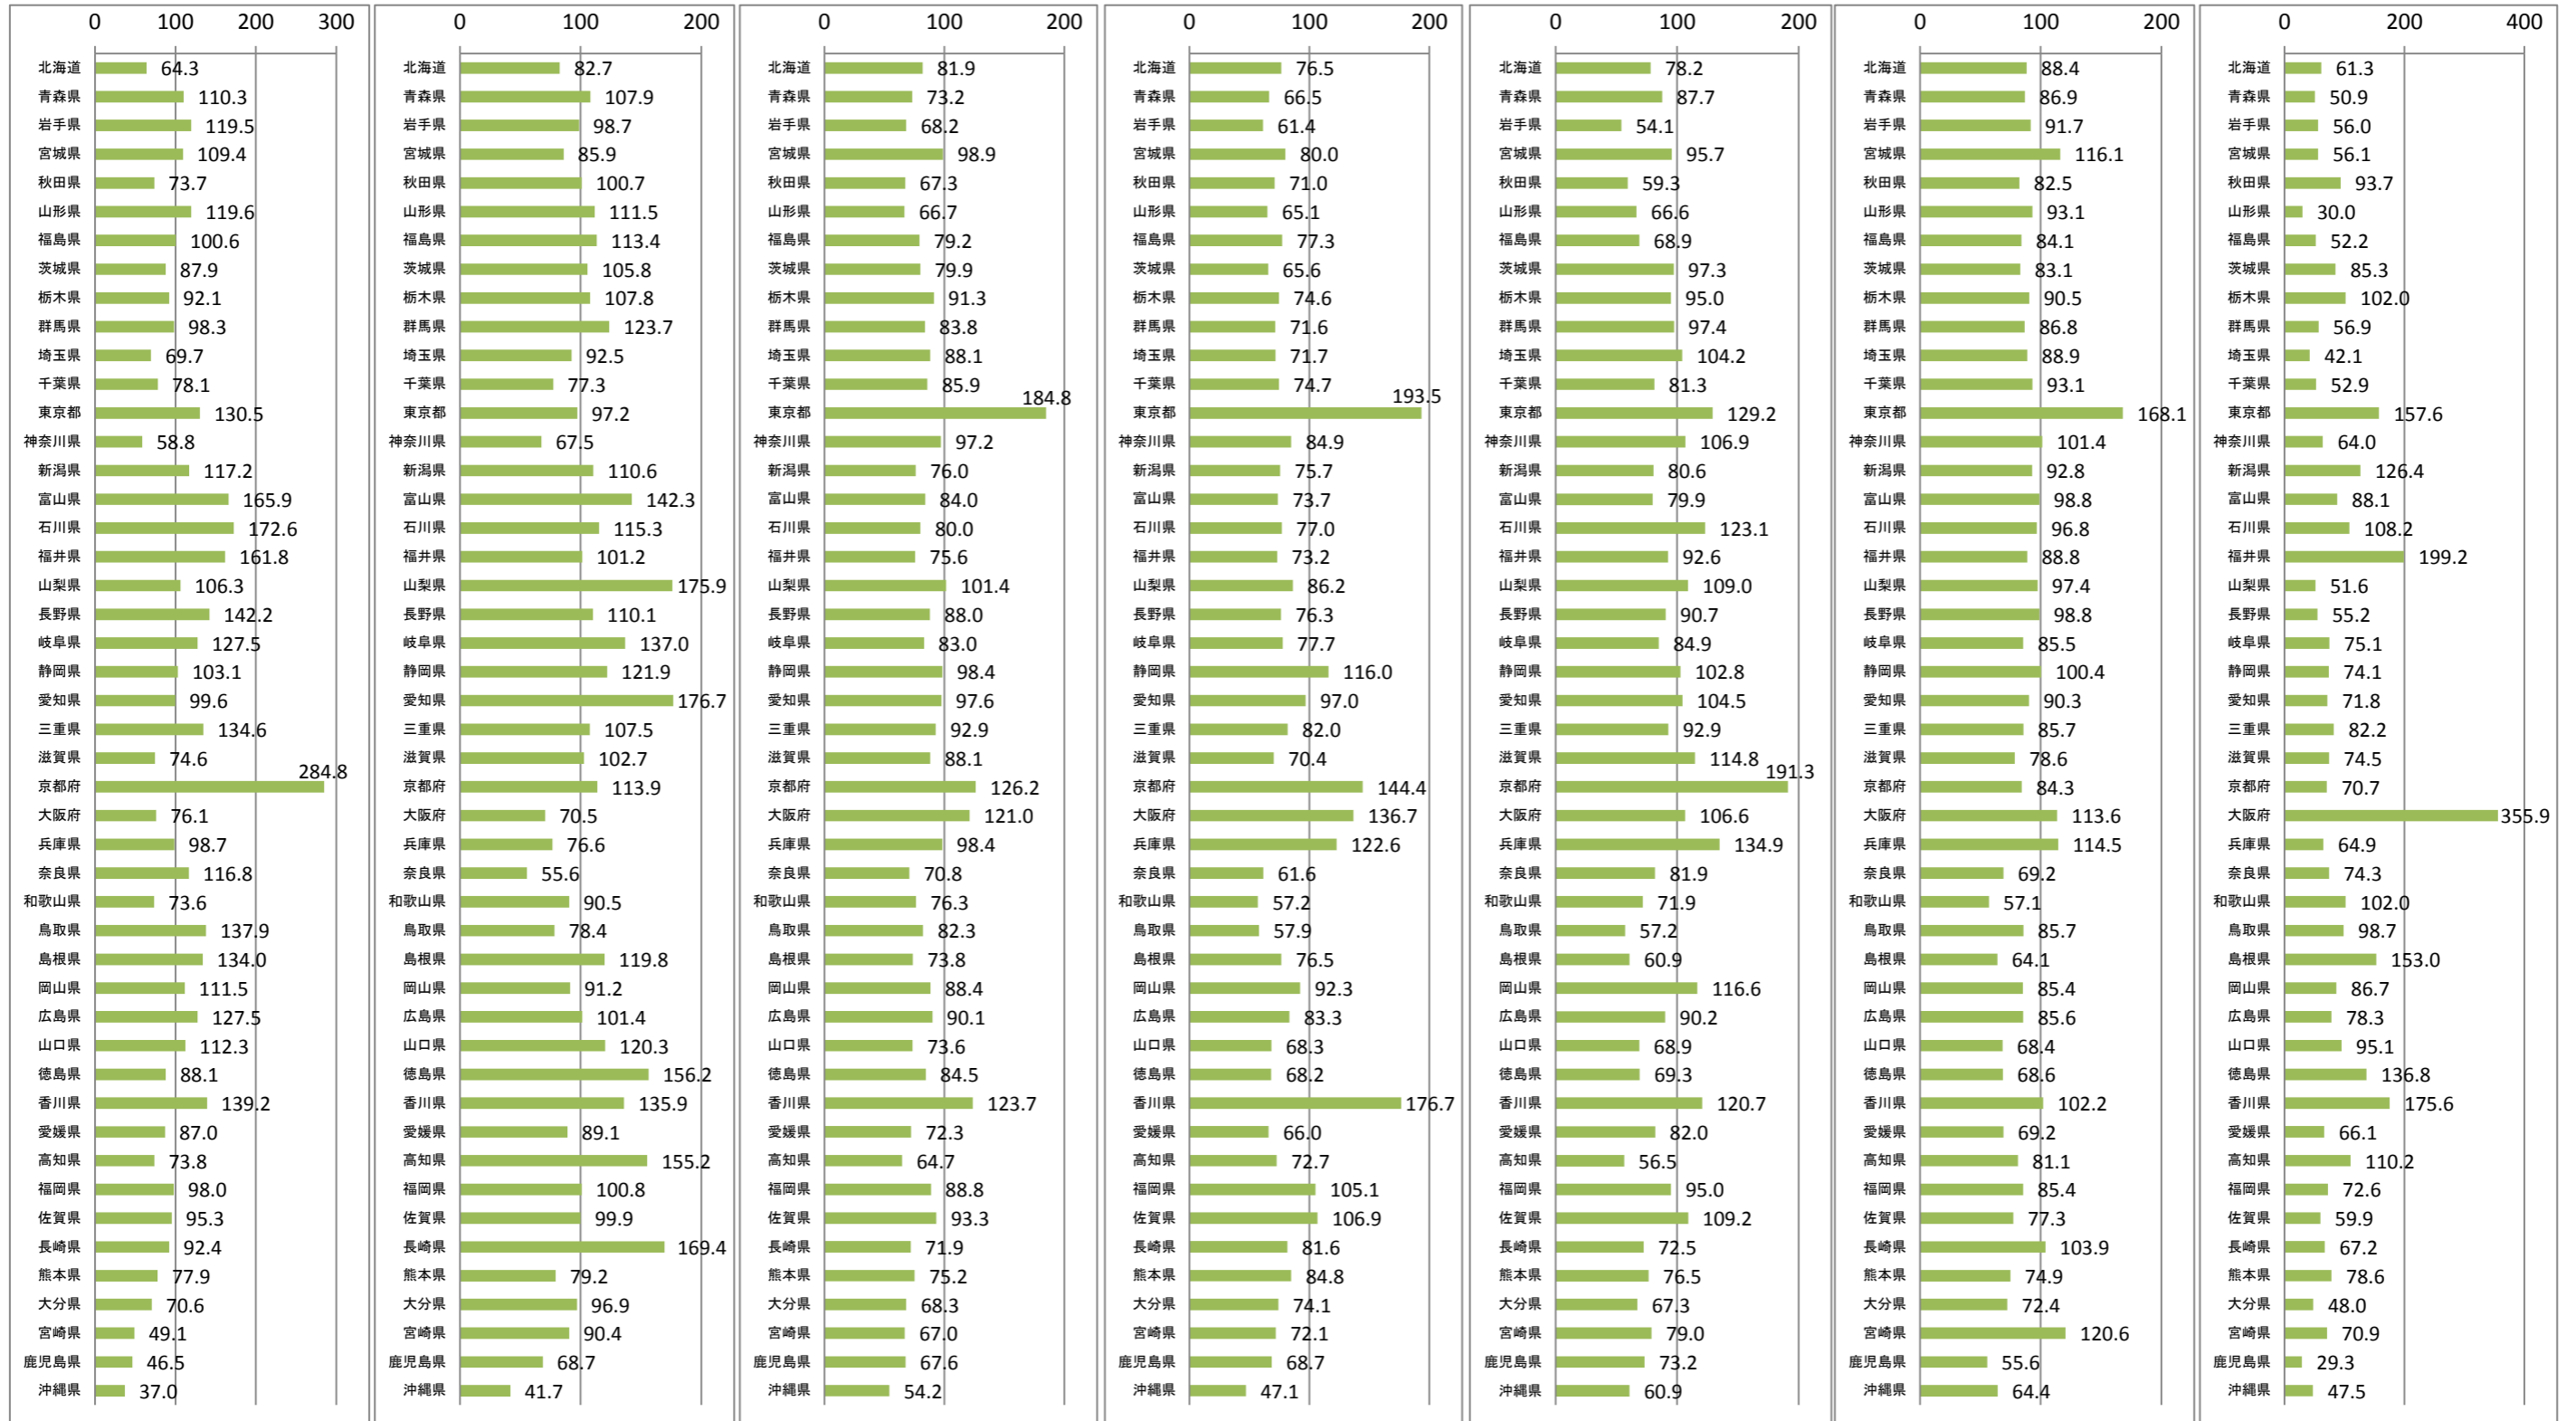 0 100 200 300 0 100 200 0 100 200 0 100 200 0 100 200 0 100 200 0 200 400
北海道 64.3 北海道 82.7 北海道 81.9 北海道 76.5 北海道 78.2 北海道 88.4 北海道 61.3
青森県 110.3 青森県 107.9 青森県 73.2 青森県 66.5 青森県 87.7 青森県 86.9 青森県 50.9
岩手県 119.5 岩手県 98.7 岩手県 68.2 岩手県 61.4 岩手県 54.1 岩手県 91.7 岩手県 56.0
宮城県 109.4 宮城県 85.9 宮城県 98.9 宮城県 80.0 宮城県 95.7 宮城県 116.1 宮城県 56.1
秋田県 73.7 秋田県 100.7 秋田県 67.3 秋田県 71.0 秋田県 59.3 秋田県 82.5 秋田県 93.7
山形県 119.6 山形県 111.5 山形県 66.7 山形県 65.1 山形県 66.6 山形県 93.1 山形県 30.0
福島県 100.6 福島県 113.4 福島県 79.2 福島県 77.3 福島県 68.9 福島県 84.1 福島県 52.2
茨城県 87.9 茨城県 105.8 茨城県 79.9 茨城県 65.6 茨城県 97.3 茨城県 83.1 茨城県 85.3
栃木県 92.1 栃木県 107.8 栃木県 91.3 栃木県 74.6 栃木県 95.0 栃木県 90.5 栃木県 102.0
群馬県 98.3 群馬県 123.7 群馬県 83.8 群馬県 71.6 群馬県 97.4 群馬県 86.8 群馬県 56.9
埼玉県 69.7 埼玉県 92.5 埼玉県 88.1 埼玉県 71.7 埼玉県 104.2 埼玉県 88.9 埼玉県 42.1
千葉県 78.1 千葉県 77.3 千葉県 85.9 千葉県 74.7 千葉県 81.3 千葉県 93.1 千葉県 52.9
東京都 130.5 東京都 97.2 東京都 184.8 東京都 193.5 東京都 129.2 東京都 168.1 東京都 157.6
神奈川県 58.8 神奈川県 67.5 神奈川県 97.2 神奈川県 84.9 神奈川県 106.9 神奈川県 101.4 神奈川県 64.0
新潟県 117.2 新潟県 110.6 新潟県 76.0 新潟県 75.7 新潟県 80.6 新潟県 92.8 新潟県 126.4
富山県 165.9 富山県 142.3 富山県 84.0 富山県 73.7 富山県 79.9 富山県 98.8 富山県 88.1
石川県 172.6 石川県 115.3 石川県 80.0 石川県 77.0 石川県 123.1 石川県 96.8 石川県 108.2
福井県 161.8 福井県 101.2 福井県 75.6 福井県 73.2 福井県 92.6 福井県 88.8 福井県 199.2
山梨県 106.3 山梨県 175.9 山梨県 101.4 山梨県 86.2 山梨県 109.0 山梨県 97.4 山梨県 51.6
長野県 142.2 長野県 110.1 長野県 88.0 長野県 76.3 長野県 90.7 長野県 98.8 長野県 55.2
岐阜県 127.5 岐阜県 137.0 岐阜県 83.0 岐阜県 77.7 岐阜県 84.9 岐阜県 85.5 岐阜県 75.1
静岡県 103.1 静岡県 121.9 静岡県 98.4 静岡県 116.0 静岡県 102.8 静岡県 100.4 静岡県 74.1
愛知県 99.6 愛知県 176.7 愛知県 97.6 愛知県 97.0 愛知県 104.5 愛知県 90.3 愛知県 71.8
三重県 134.6 三重県 107.5 三重県 92.9 三重県 82.0 三重県 92.9 三重県 85.7 三重県 82.2
滋賀県 74.6 滋賀県 102.7 滋賀県 88.1 滋賀県 70.4 滋賀県 114.8 滋賀県 78.6 滋賀県 74.5
京都府 284.8 京都府 113.9 京都府 126.2 京都府 144.4 京都府 191.3 京都府 84.3 京都府 70.7
大阪府 76.1 大阪府 70.5 大阪府 121.0 大阪府 136.7 大阪府 106.6 大阪府 113.6 大阪府 355.9
兵庫県 98.7 兵庫県 76.6 兵庫県 98.4 兵庫県 122.6 兵庫県 134.9 兵庫県 114.5 兵庫県 64.9
奈良県 116.8 奈良県 55.6 奈良県 70.8 奈良県 61.6 奈良県 81.9 奈良県 69.2 奈良県 74.3
和歌山県 73.6 和歌山県 90.5 和歌山県 76.3 和歌山県 57.2 和歌山県 71.9 和歌山県 57.1 和歌山県 102.0
鳥取県 137.9 鳥取県 78.4 鳥取県 82.3 鳥取県 57.9 鳥取県 57.2 鳥取県 85.7 鳥取県 98.7
島根県 134.0 島根県 119.8 島根県 73.8 島根県 76.5 島根県 60.9 島根県 64.1 島根県 153.0
岡山県 111.5 岡山県 91.2 岡山県 88.4 岡山県 92.3 岡山県 116.6 岡山県 85.4 岡山県 86.7
広島県 127.5 広島県 101.4 広島県 90.1 広島県 83.3 広島県 90.2 広島県 85.6 広島県 78.3
山口県 112.3 山口県 120.3 山口県 73.6 山口県 68.3 山口県 68.9 山口県 68.4 山口県 95.1
徳島県 88.1 徳島県 156.2 徳島県 84.5 徳島県 68.2 徳島県 69.3 徳島県 68.6 徳島県 136.8
香川県 139.2 香川県 135.9 香川県 123.7 香川県 176.7 香川県 120.7 香川県 102.2 香川県 175.6
愛媛県 87.0 愛媛県 89.1 愛媛県 72.3 愛媛県 66.0 愛媛県 82.0 愛媛県 69.2 愛媛県 66.1
高知県 73.8 高知県 155.2 高知県 64.7 高知県 72.7 高知県 56.5 高知県 81.1 高知県 110.2
福岡県 98.0 福岡県 100.8 福岡県 88.8 福岡県 105.1 福岡県 95.0 福岡県 85.4 福岡県 72.6
佐賀県 95.3 佐賀県 99.9 佐賀県 93.3 佐賀県 106.9 佐賀県 109.2 佐賀県 77.3 佐賀県 59.9
長崎県 92.4 長崎県 169.4 長崎県 71.9 長崎県 81.6 長崎県 72.5 長崎県 103.9 長崎県 67.2
熊本県 77.9 熊本県 79.2 熊本県 75.2 熊本県 84.8 熊本県 76.5 熊本県 74.9 熊本県 78.6
大分県 70.6 大分県 96.9 大分県 68.3 大分県 74.1 大分県 67.3 大分県 72.4 大分県 48.0
宮崎県 49.1 宮崎県 90.4 宮崎県 67.0 宮崎県 72.1 宮崎県 79.0 宮崎県 120.6 宮崎県 70.9
鹿児島県 46.5 鹿児島県 68.7 鹿児島県 67.6 鹿児島県 68.7 鹿児島県 73.2 鹿児島県 55.6 鹿児島県 29.3
沖縄県 37.0 沖縄県 41.7 沖縄県 54.2 沖縄県 47.1 沖縄県 60.9 沖縄県 64.4 沖縄県 47.5